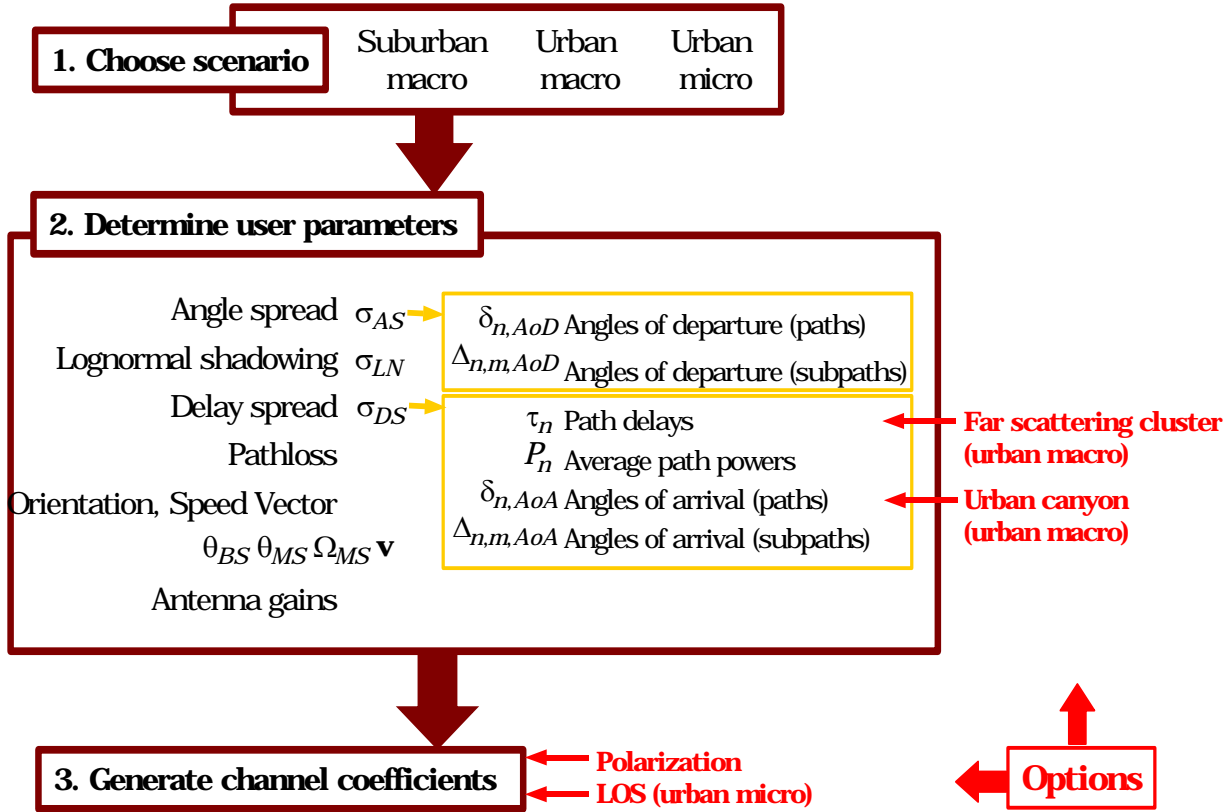 1. Choose scenario
Suburban macro
Urban macro
Urban micro
2. Determine user parameters
Angle spread σAS
Lognormal shadowing σLN
Delay spread σDS
Pathloss
Orientation, Speed Vector
θBS θMS ΩMS v
Antenna gains
δn,AoD Angles of departure (paths)
Δn,m,AoD Angles of departure (subpaths)
τn Path delays
Pn Average path powers
δn,AoA Angles of arrival (paths)
Δn,m,AoA Angles of arrival (subpaths)
Far scattering cluster
(urban macro)
Urban canyon
(urban macro)
3. Generate channel coefficients
Polarization
LOS (urban micro)
Options